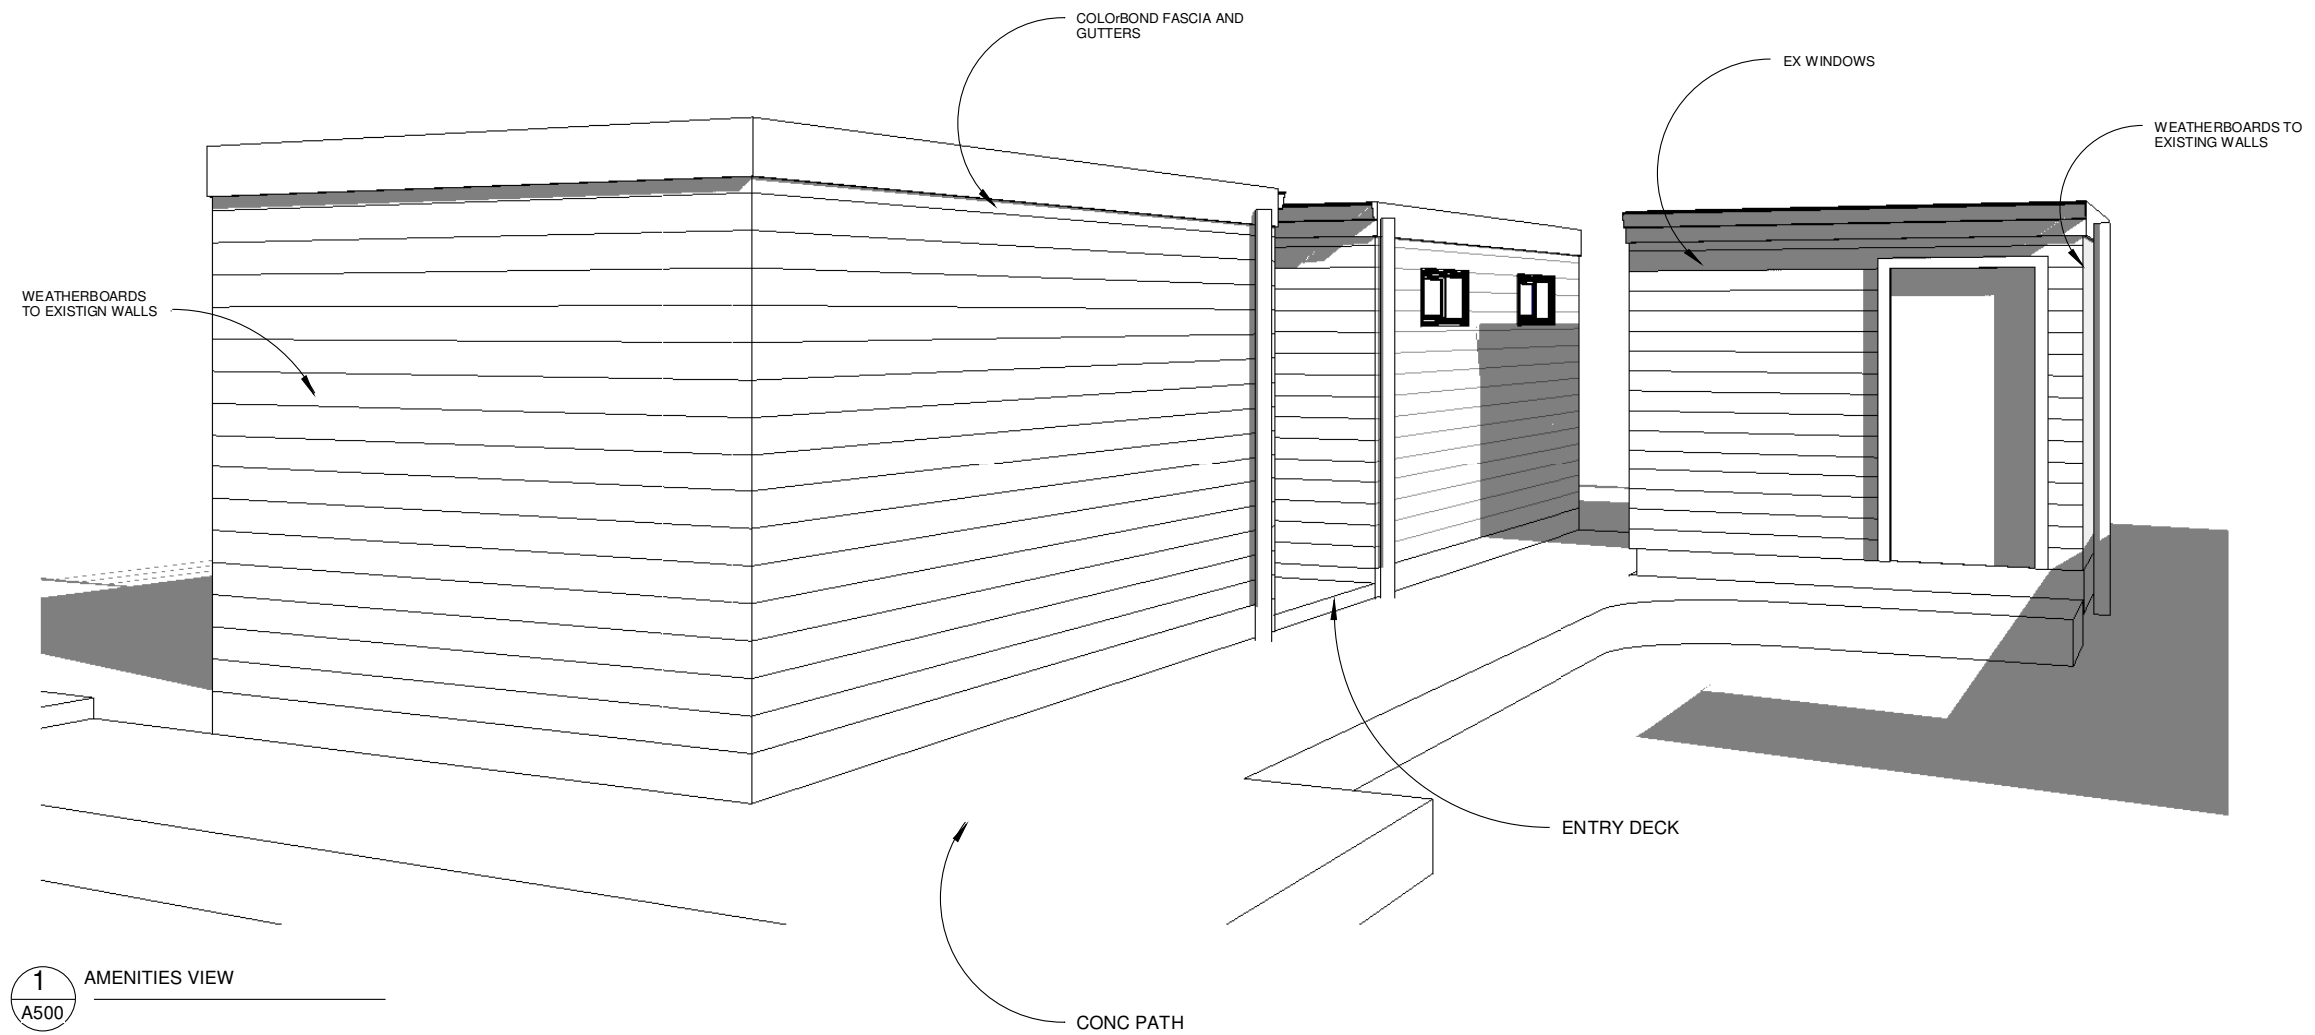 COLOrBOND FASCIA AND
GUTTERS
EX WINDOWS
WEATHERBOARDS TO
EXISTING WALLS
WEATHERBOARDS
TO EXISTIGN WALLS
ENTRY DECK
CONC PATH
1
A500
AMENITIES VIEW